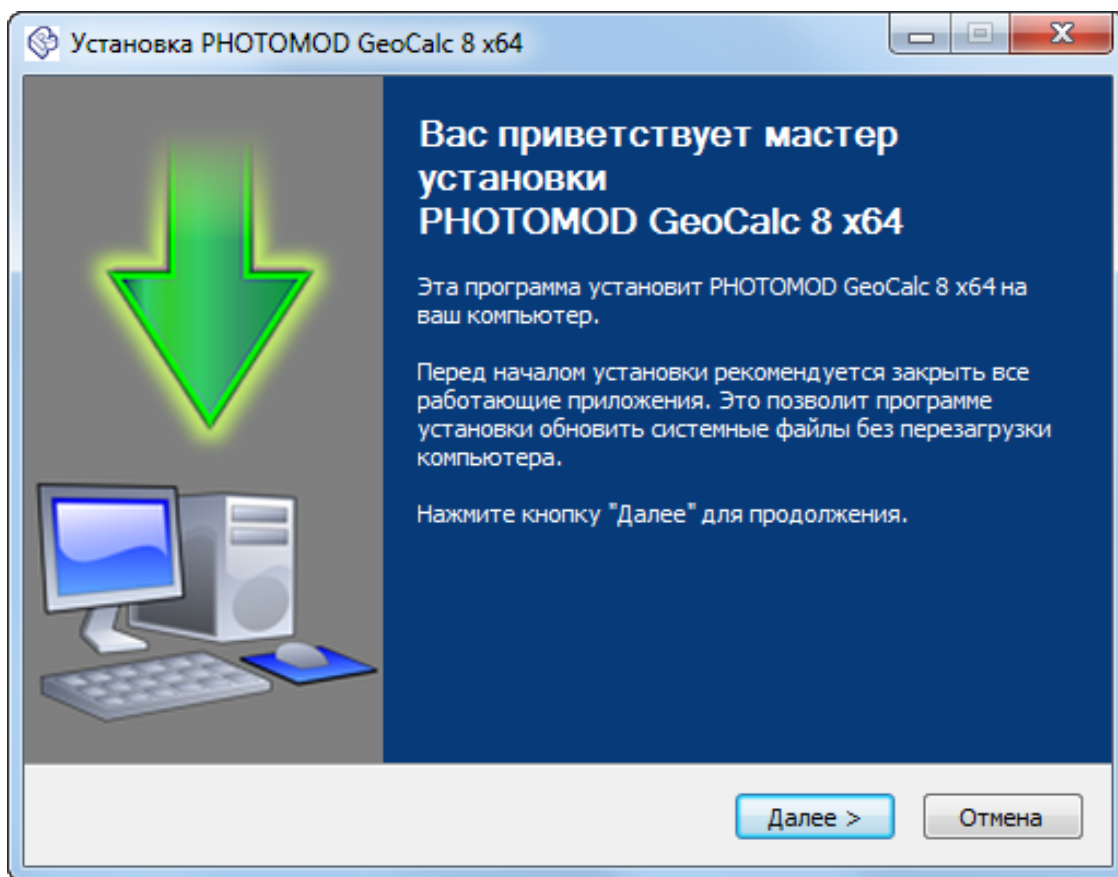 Установка PHOTOMOD GeoCalc 8 x64
Вас приветствует мастер
установки
PHOTOMOD GeoCalc 8 x64
Эта программа установит PHOTOMOD GeoCalc 8 x64 на
ваш компьютер.
Перед началом установки рекомендуется закрыть все
работающие приложения. Это позволит программе
установки обновить системные файлы без перезагрузки
компьютера.
Нажмите кнопку "Далее" для продолжения.
Далее >
Отмена